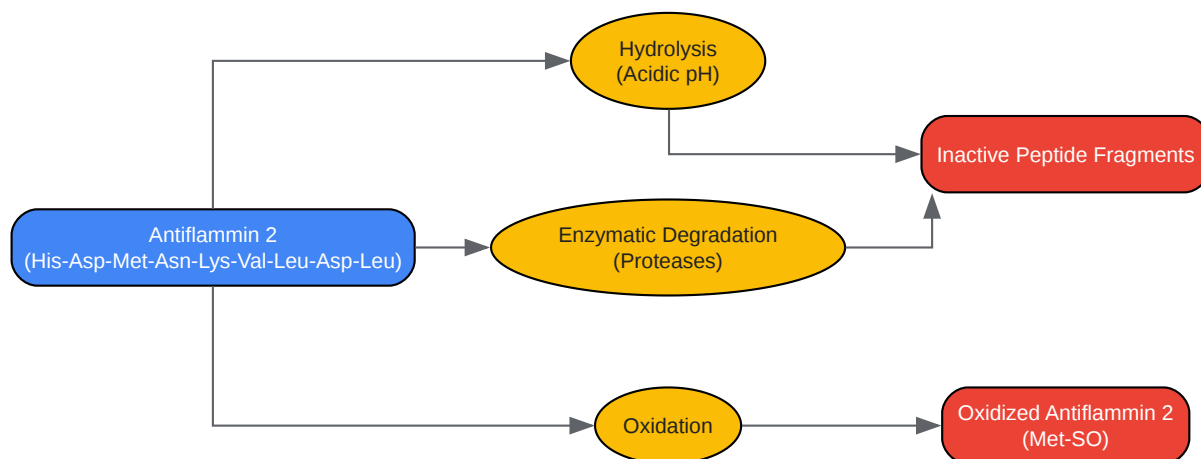 Hydrolysis
(Acidic pH)
Inactive Peptide Fragments
Antiflammin 2
(His-Asp-Met-Asn-Lys-Val-Leu-Asp-Leu)
Enzymatic Degradation
(Proteases)
Oxidation
Oxidized Antiflammin 2
(Met-SO)